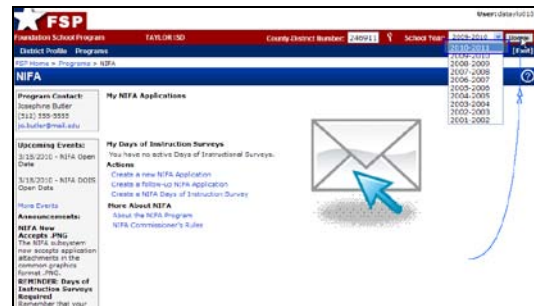 FSP
User:
Foundation School Program TAYLOR ISD County-District Number: 246911 School Year: 2009-2010
District Profile Programs [Exit]
FSP Home > Programs > NIFA
2010-2011
2009-2010
2008-2009
2007-2008
2006-2007
2005-2006
2004-2005
2003-2004
2002-2003
2001-2002
NIFA
Program Contact:
Josephine Butler
(512) 555-5555
jo.butler@mail.edu
My NIFA Applications
Upcoming Events:
3/15/2010 - NIFA Open
Date
3/15/2010 - NIFA DOIS
Open Date
More Events
Announcements:
NIFA Now
Accepts .PNG
The NIFA subsystem
now accepts application
attachments in the
common graphics
format .PNG.
REMINDER: Days of
Instruction Surveys
Required
Remember that your
My Days of Instruction Surveys
You have no active Days of Instructional Surveys.
Actions
Create a new NIFA Application
Create a follow-up NIFA Application
Create a NIFA Days of Instruction Survey
More About NIFA
About the NIFA Program
NIFA Commissioner's Rules